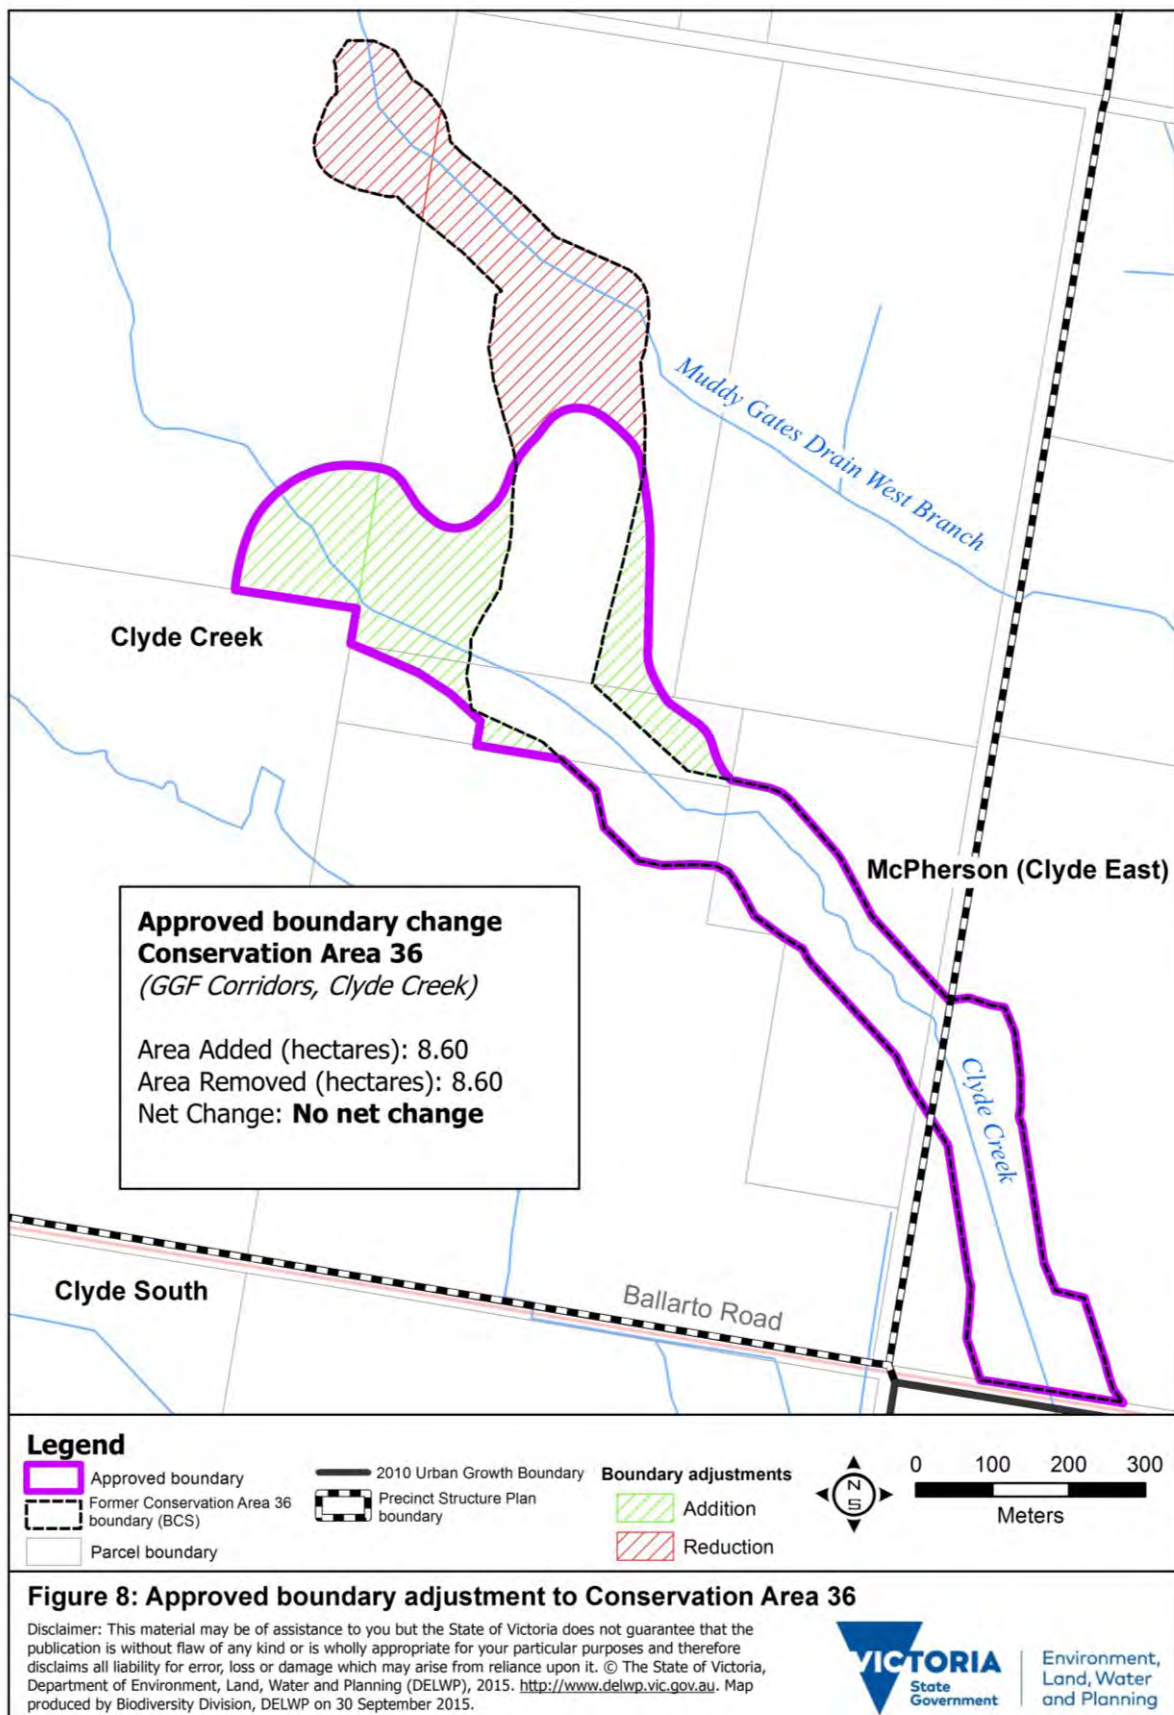 Muddy Gates Drain West Branch
Clyde Creek
McPherson (Clyde East)
Approved boundary change
Conservation Area 36
(GGF Corridors, Clyde Creek)
Area Added (hectares): 8.60
Area Removed (hectares): 8.60
Net Change: No net change
Clyde Creek
Clyde South
Ballarto Road
Legend
Approved boundary
Former Conservation Area 36
boundary (BCS)
Parcel boundary
2010 Urban Growth Boundary
Precinct Structure Plan
boundary
Boundary adjustments
Addition
Reduction
N
S
0 100 200 300
Meters
Figure 8: Approved boundary adjustment to Conservation Area 36
Disclaimer: This material may be of assistance to you but the State of Victoria does not guarantee that the
publication is without flaw of any kind or is wholly appropriate for your particular purposes and therefore
disclaims all liability for error, loss or damage which may arise from reliance upon it. © The State of Victoria,
Department of Environment, Land, Water and Planning (DELWP), 2015. http://www.delwp.vic.gov.au. Map
produced by Biodiversity Division, DELWP on 30 September 2015.
VICTORIA
State
Government
Environment,
Land, Water
and Planning